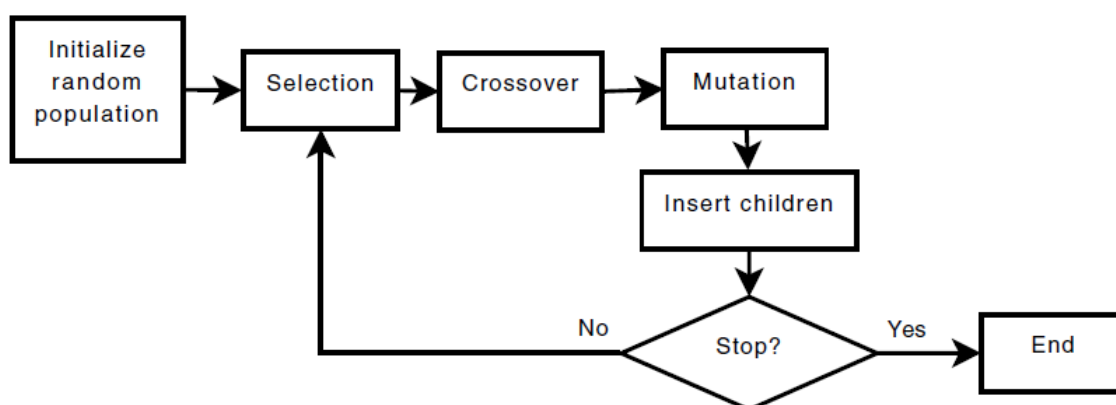 Initialize
random
population
Selection
Crossover
Mutation
Insert children
Stop?
No
Yes
End